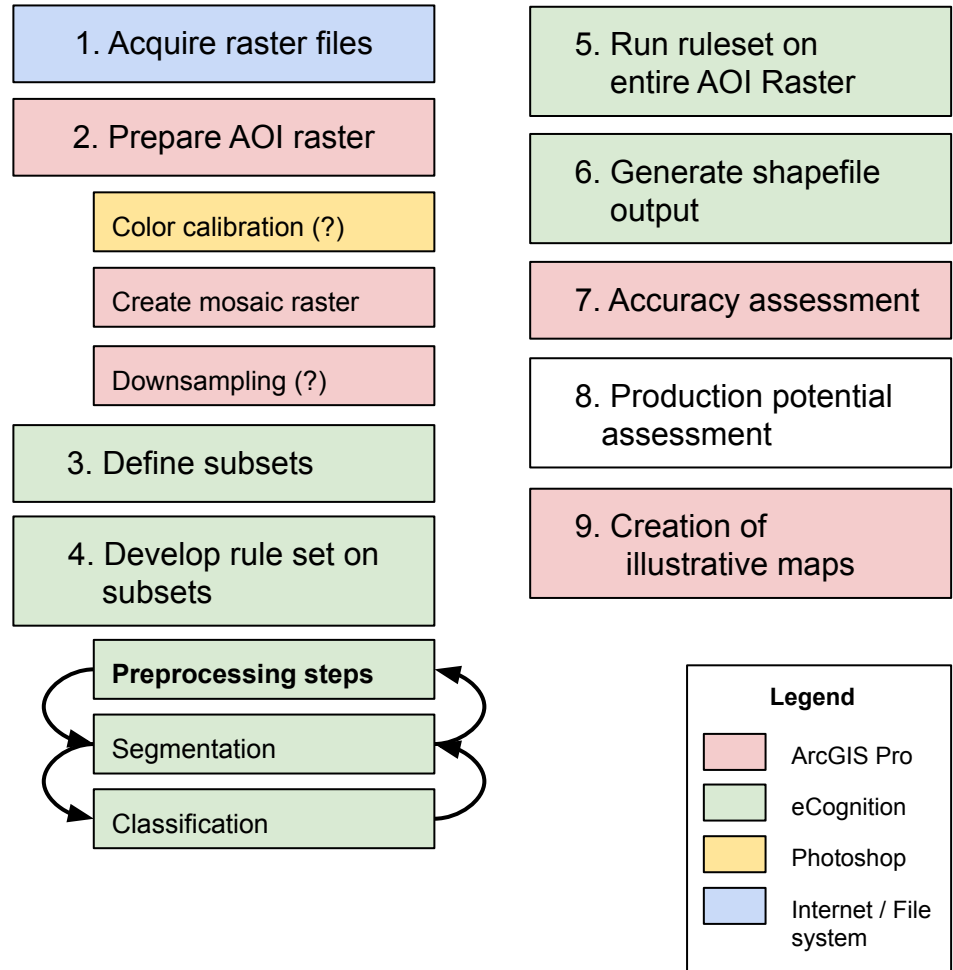 1. Acquire raster files
2. Prepare AOI raster
Color calibration (?)
Create mosaic raster
Downsampling (?)
3. Define subsets
4. Develop rule set on
subsets
Preprocessing steps
Segmentation
Classification
5. Run ruleset on
entire AOI Raster
6. Generate shapefile
output
7. Accuracy assessment
8. Production potential
assessment
9. Creation of
illustrative maps
Legend
ArcGIS Pro
eCognition
Photoshop
Internet / File
system